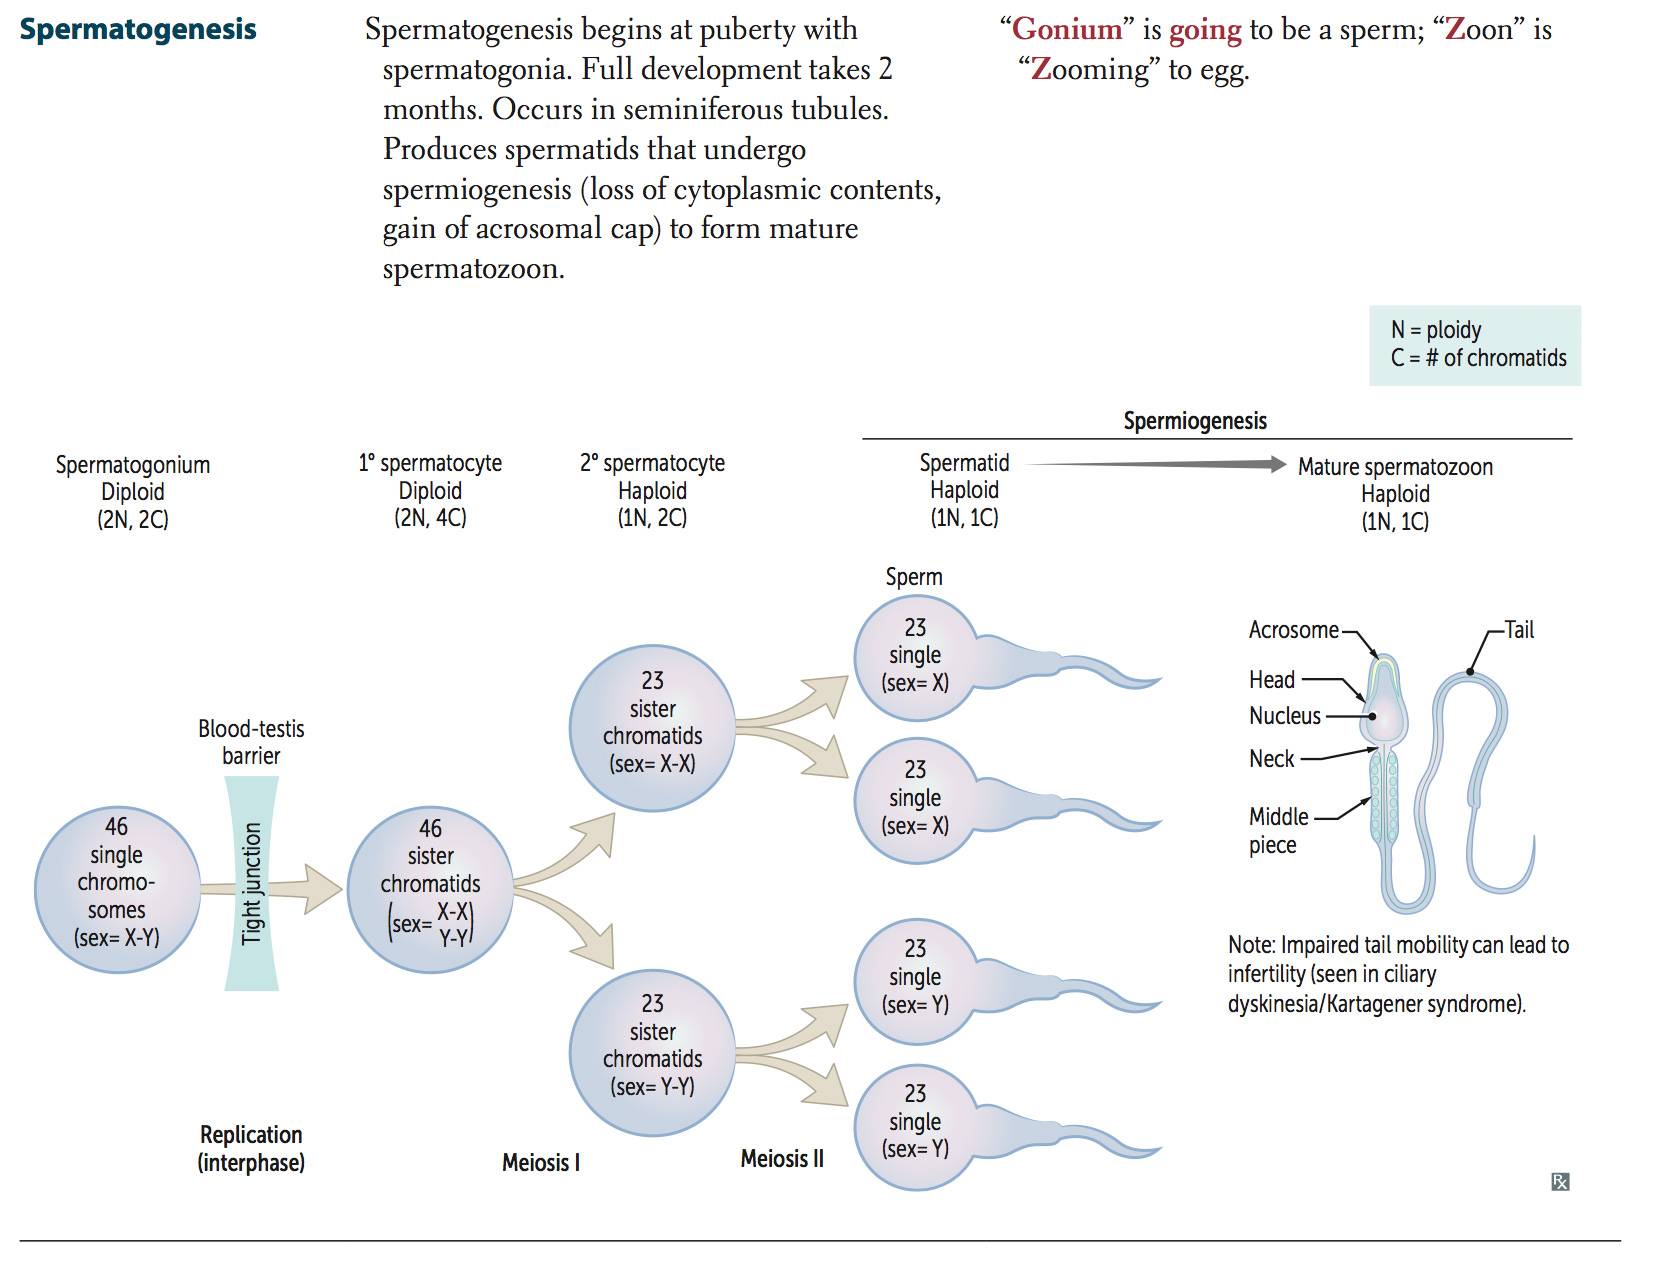 Spermatogenesis
Spermatogenesis begins at puberty with
spermatogonia. Full development takes 2
months. Occurs in seminiferous tubules.
Produces spermatids that undergo
spermiogenesis (loss of cytoplasmic contents,
gain of acrosomal cap) to form mature
spermatozoon.
“Gonium” is going to be a sperm; “Zoon” is
“Zooming” to egg.
N = ploidy
C = # of chromatids
Spermiogenesis
Spermatogonium
Diploid
(2N, 2C)
1° spermatocyte
Diploid
(2N, 4C)
2° spermatocyte
Haploid
(1N, 2C)
Spermatid
Haploid
(1N, 1C)
Mature spermatozoon
Haploid
(1N, 1C)
Blood-testis
barrier
Tight junction
46
single
chromo-
somes
(sex= X-Y)
46
sister
chromatids
(sex= X-X
Y-Y)
23
sister
chromatids
(sex= X-X)
23
sister
chromatids
(sex= Y-Y)
Sperm
23
single
(sex= X)
23
single
(sex= X)
23
single
(sex= Y)
23
single
(sex= Y)
Acrosome
Head
Nucleus
Neck
Middle
piece
Tail
Note: Impaired tail mobility can lead to
infertility (seen in ciliary
dyskinesia/Kartagener syndrome).
Replication
(interphase)
Meiosis I
Meiosis II
Rx